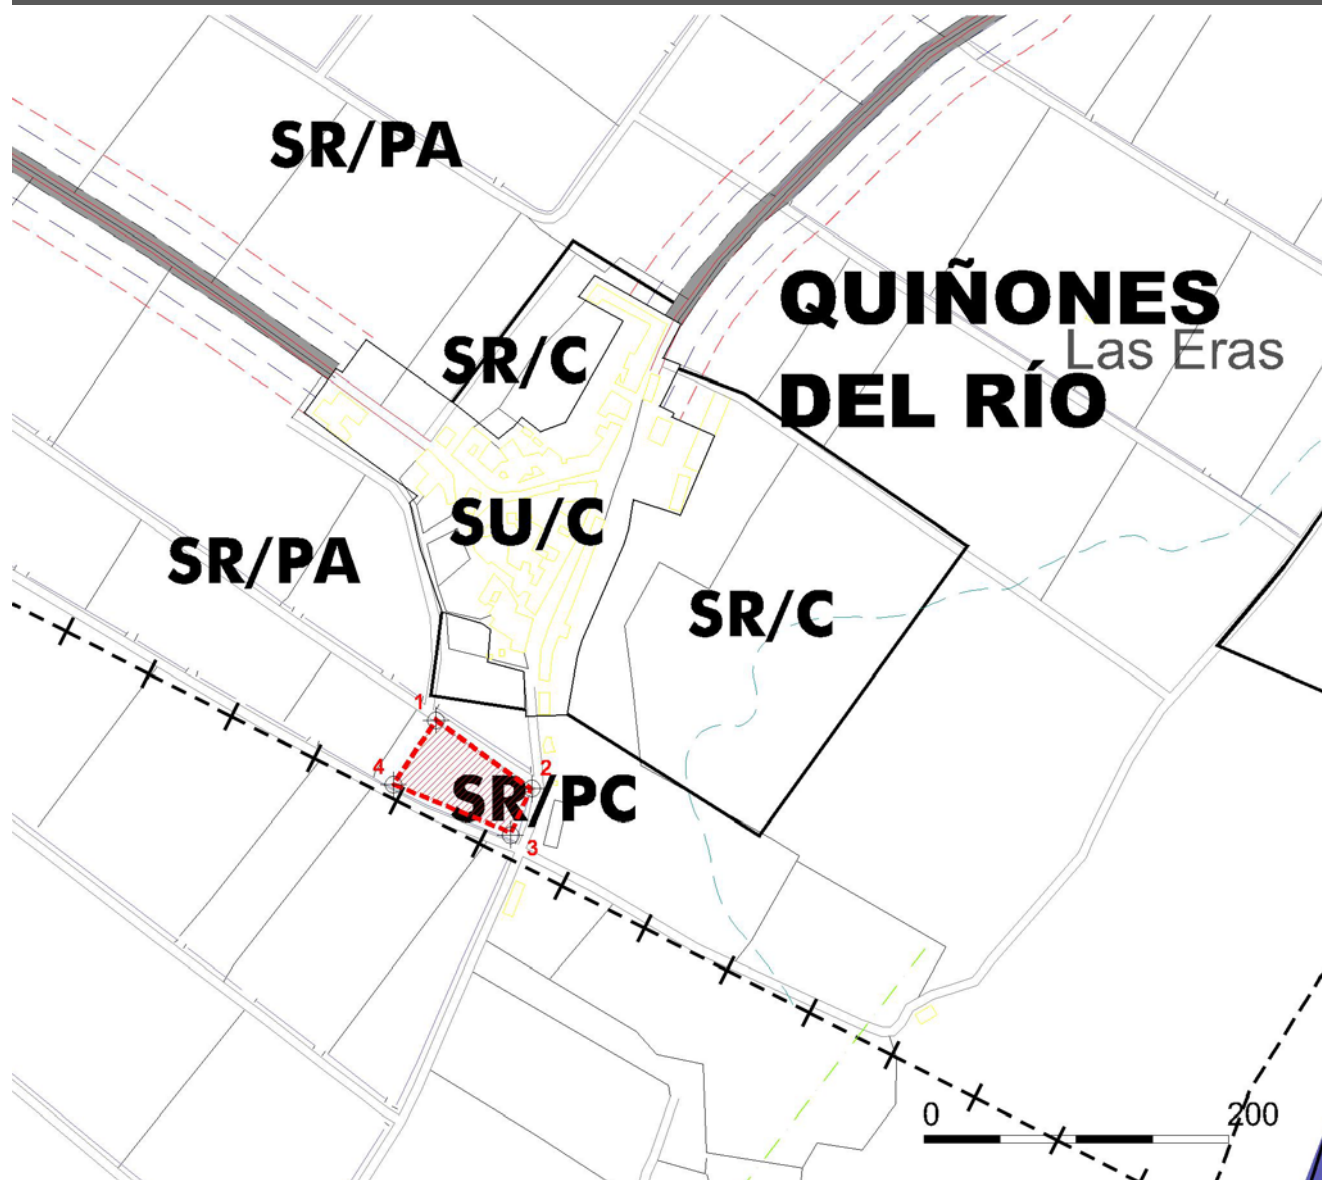 SR/PA
QUIÑONES
Las Eras
DEL RÍO
SR/C
SU/C
SR/PA
SR/C
1
2
4
SR/PC
3
0
200